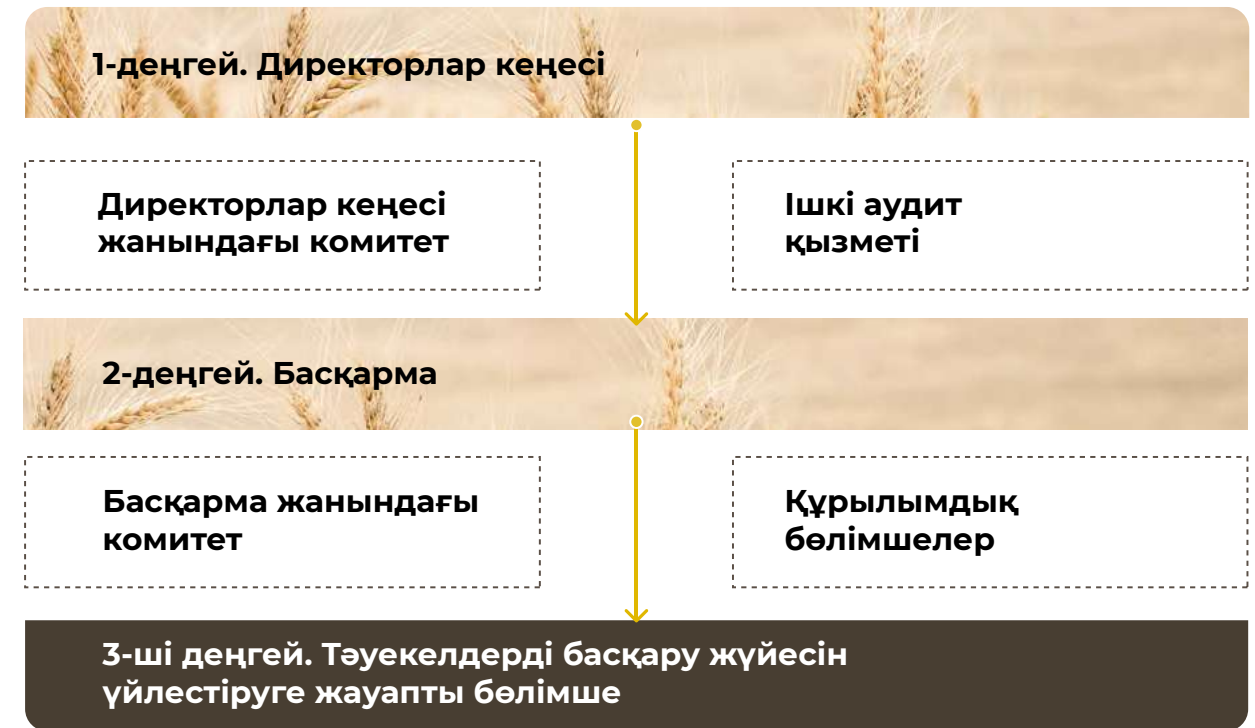 1-деңгей. Директорлар кеңесі
Директорлар кеңесі
жанындағы комитет
Ішкі аудит
қызметі
2-деңгей. Басқарма
Басқарма жанындағы
комитет
Құрылымдық
бөлімшелер
3-ші деңгей. Тәуекелдерді басқару жүйесін
үйлестіруге жауапты бөлімше